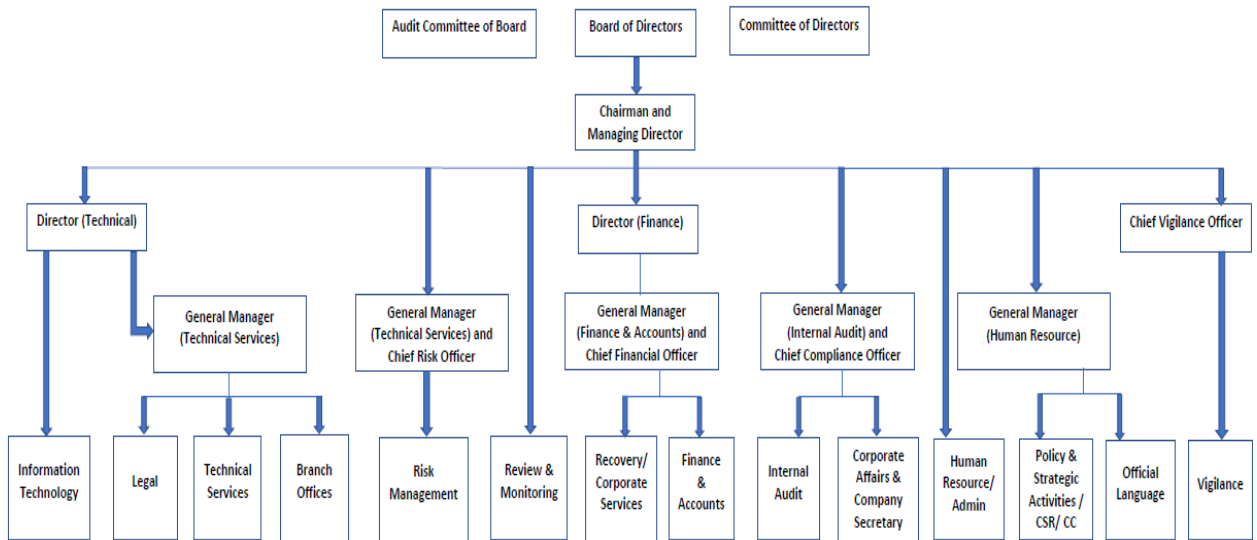 Audit Committee of Board
Board of Directors
Committee of Directors
Chairman and
Managing Director
Director (Technical)
Director (Finance)
Chief Vigilance Officer
General Manager
(Technical Services)
General Manager
(Technical Services) and
Chief Risk Officer
General Manager
(Finance & Accounts) and
Chief Financial Officer
General Manager
(Internal Audit) and
Chief Compliance Officer
General Manager
(Human Resource)
Information
Technology
Legal
Technical
Services
Branch
Offices
Risk
Management
Review &
Monitoring
Recovery/
Corporate
Services
Finance
&
Accounts
Internal
Audit
Corporate
Affairs &
Company
Secretary
Human
Resource/
Admin
Policy &
Strategic
Activities /
CSR/ CC
Official
Language
Vigilance